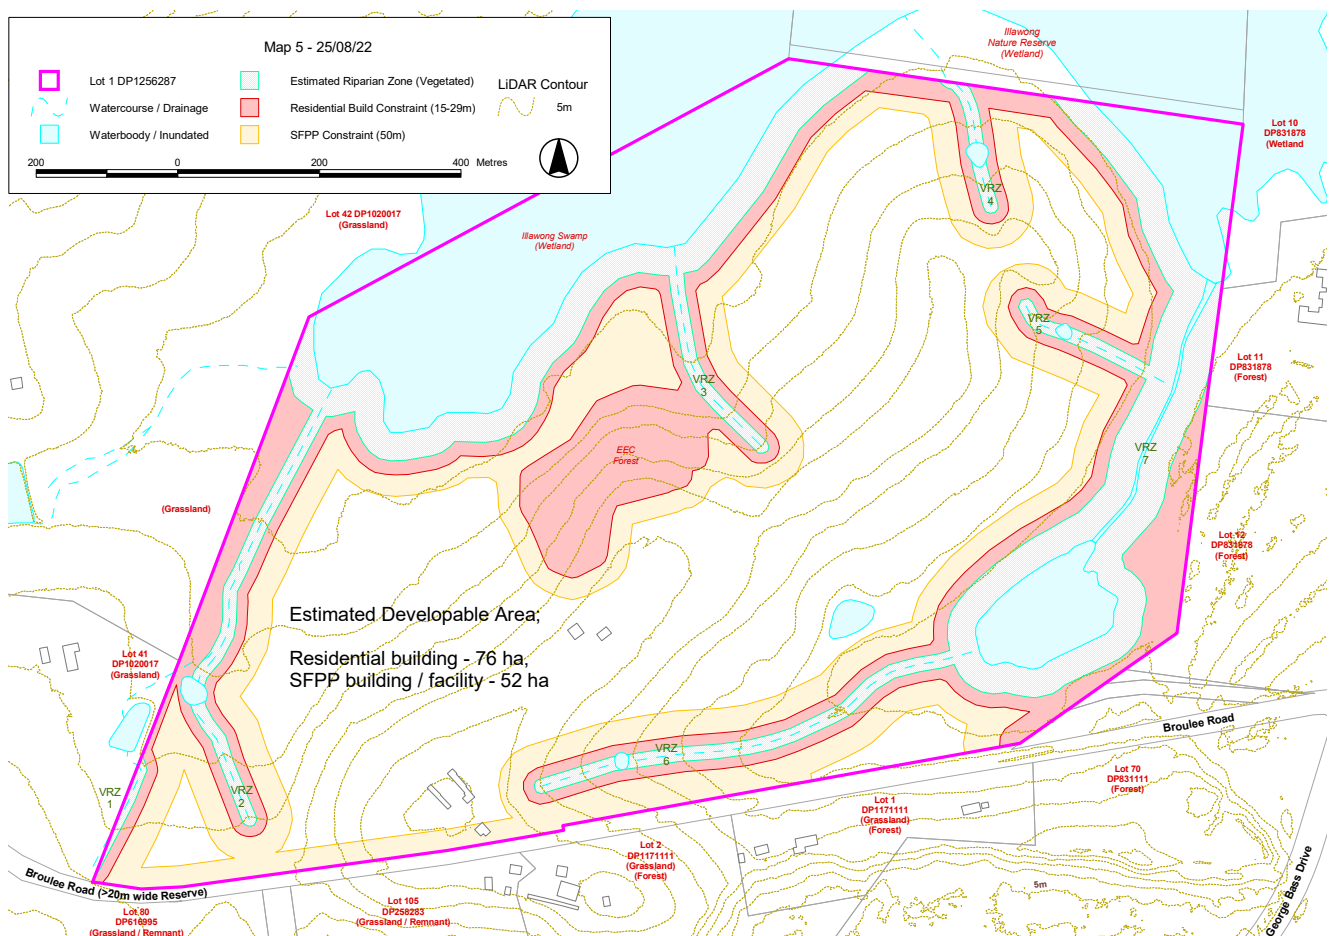 Map 5 - 25/08/22
Lot 1 DP1256287
Watercourse / Drainage
Waterboody / Inundated
Estimated Riparian Zone (Vegetated)
Residential Build Constraint (15-29m)
SFPP Constraint (50m)
LiDAR Contour
5m
200 0 200 400 Metres
Illawong
Nature Reserve
(Wetland)
Lot 10
DP831878
(Wetland
Lot 42 DP1020017
(Grassland)
Illawong Swamp
(Wetland)
VRZ
4
VRZ
5
Lot 11
DP831878
(Forest)
VRZ
3
EEC
Forest
VRZ
7
(Grassland)
Lot 12
DP831878
(Forest)
Estimated Developable Area;
Residential building - 76 ha,
SFPP building / facility - 52 ha
Lot 41
DP1020017
(Grassland)
Broulee Road
VRZ
6
VRZ
1
VRZ
2
Lot 70
DP831111
(Forest)
Lot 1
DP1171111
(Grassland)
(Forest)
Lot 2
DP1171111
(Grassland)
(Forest)
Broulee Road (>20m wide Reserve)
5m
George Bass Drive
Lot 80
DP616995
(Grassland / Remnant)
Lot 105
DP258283
(Grassland / Remnant)